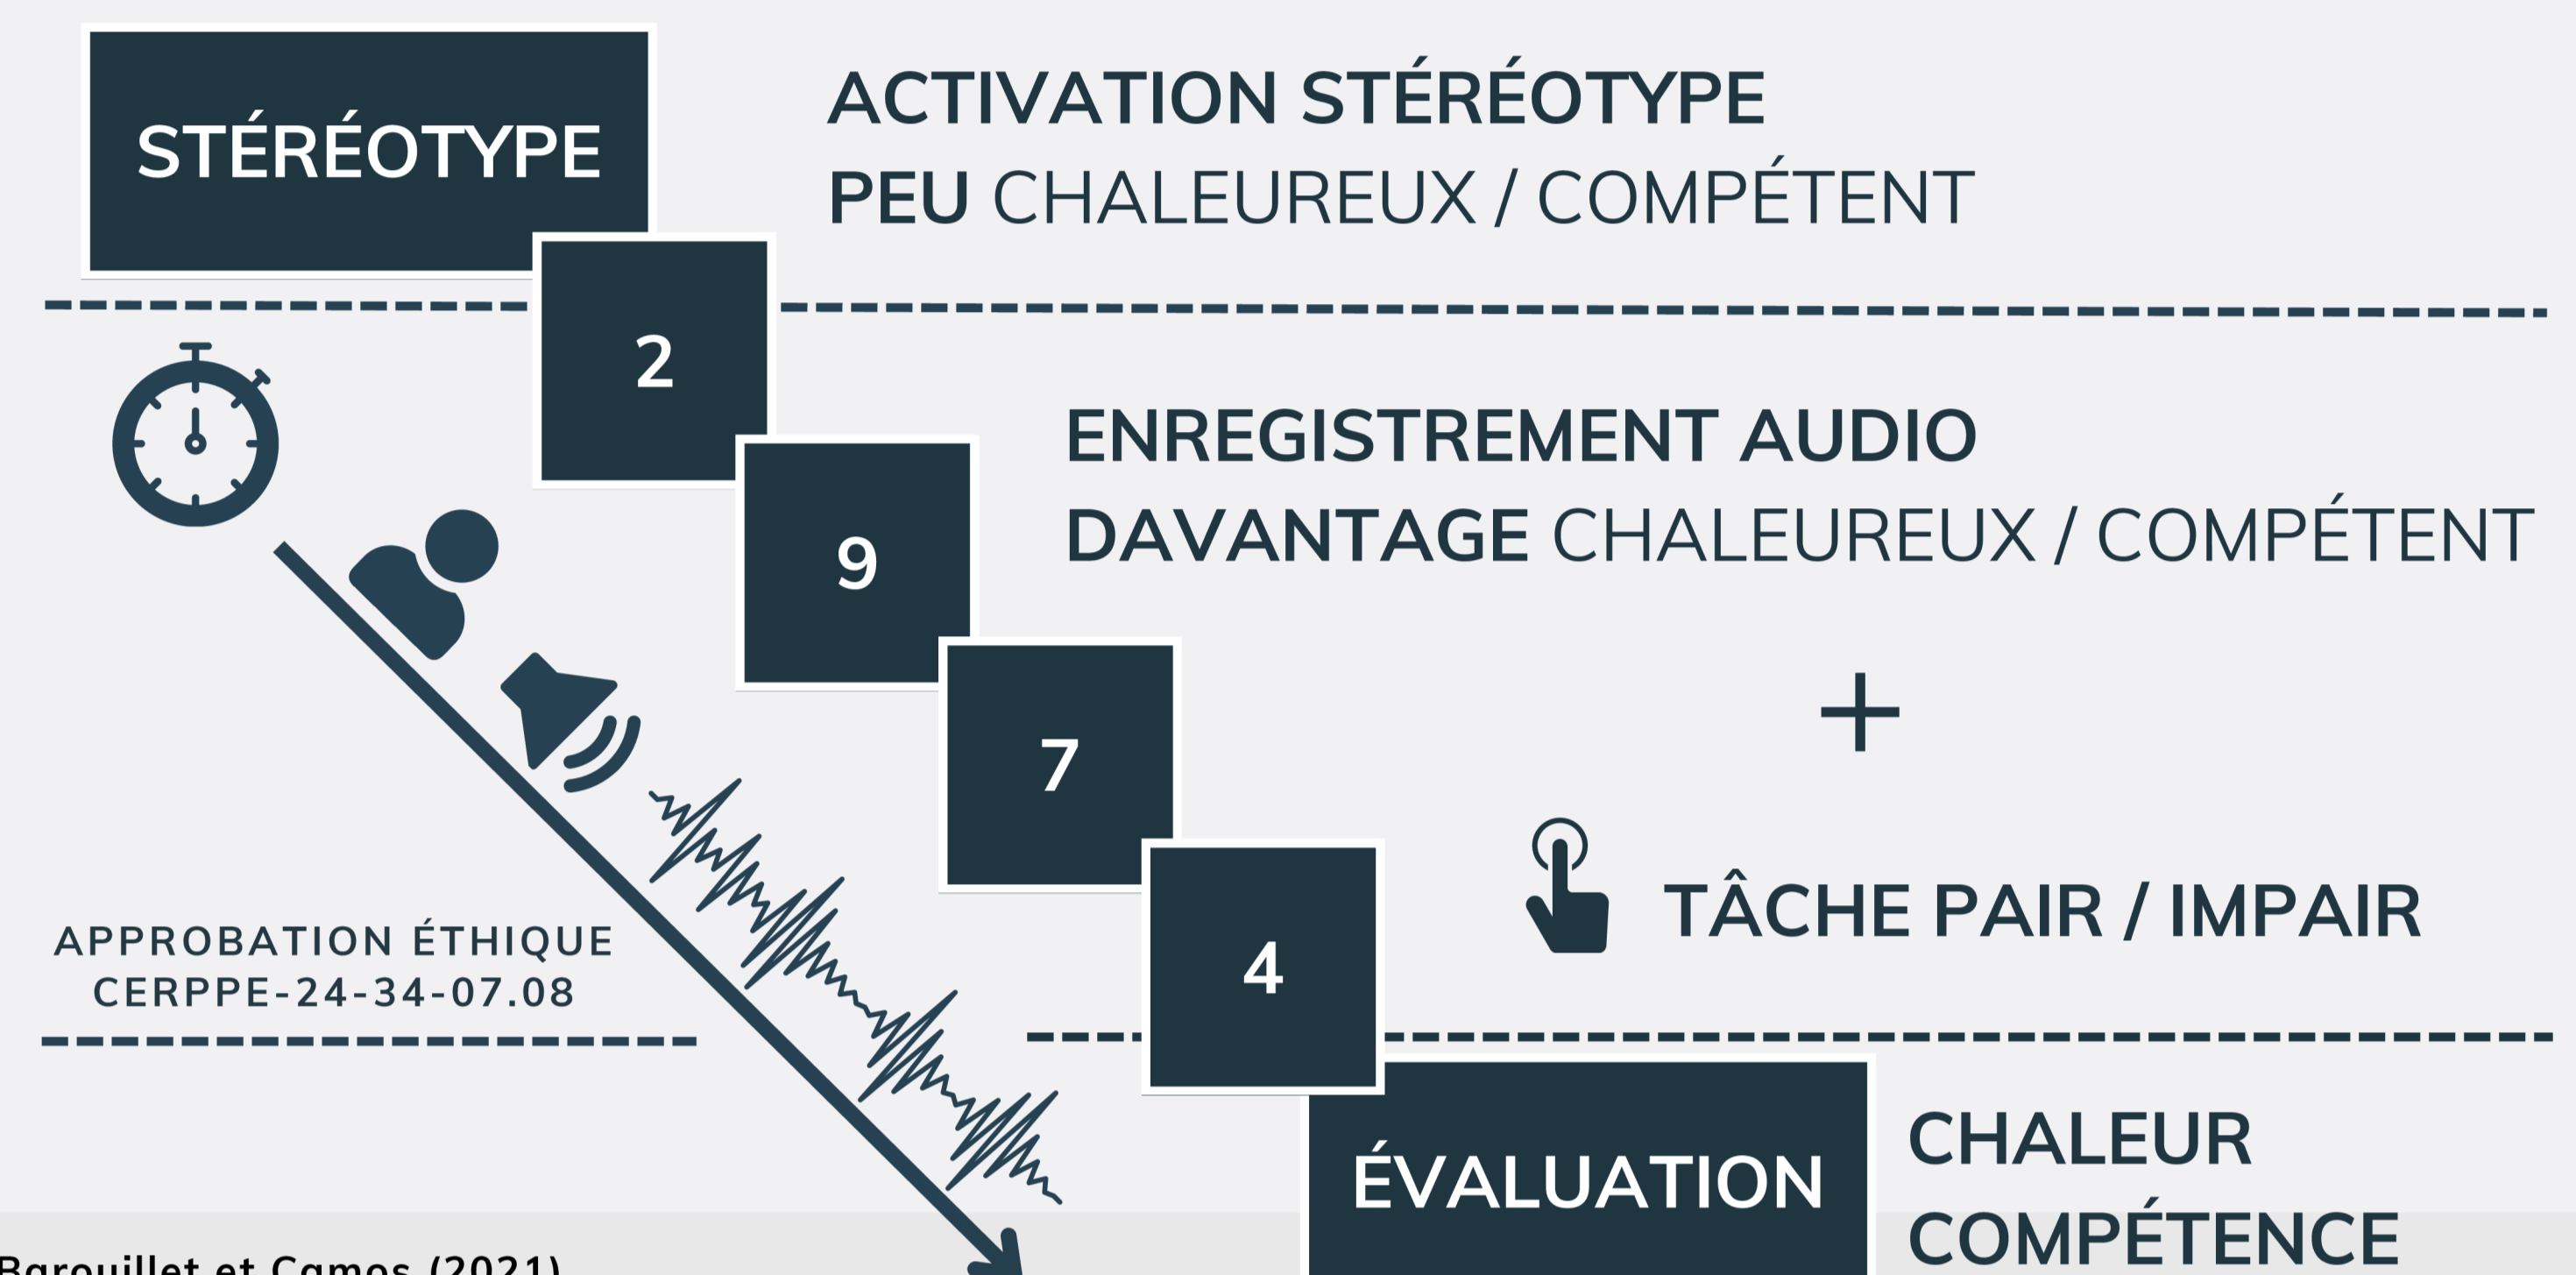 STÉRÉOTYPE
ACTIVATION STÉRÉOTYPE
PEU CHALEUREUX / COMPÉTENT
2
9
7
4
ENREGISTREMENT AUDIO
DAVANTAGE CHALEUREUX / COMPÉTENT
+
TÂCHE PAIR / IMPAIR
APPROBATION ÉTHIQUE
CERPPE-24-34-07.08
ÉVALUATION
CHALEUR
COMPÉTENCE
Barouillet et Camos (2021)